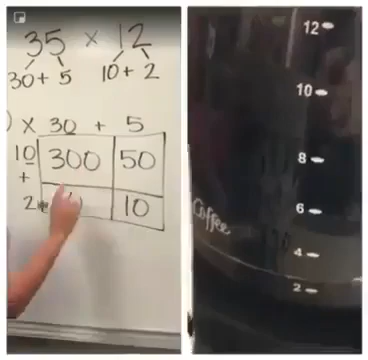 35 × 12
30 + 5 10 + 2
) × 30 + 5
10 300 50
+
2 10
12
10
8
6
Coffee
4
2